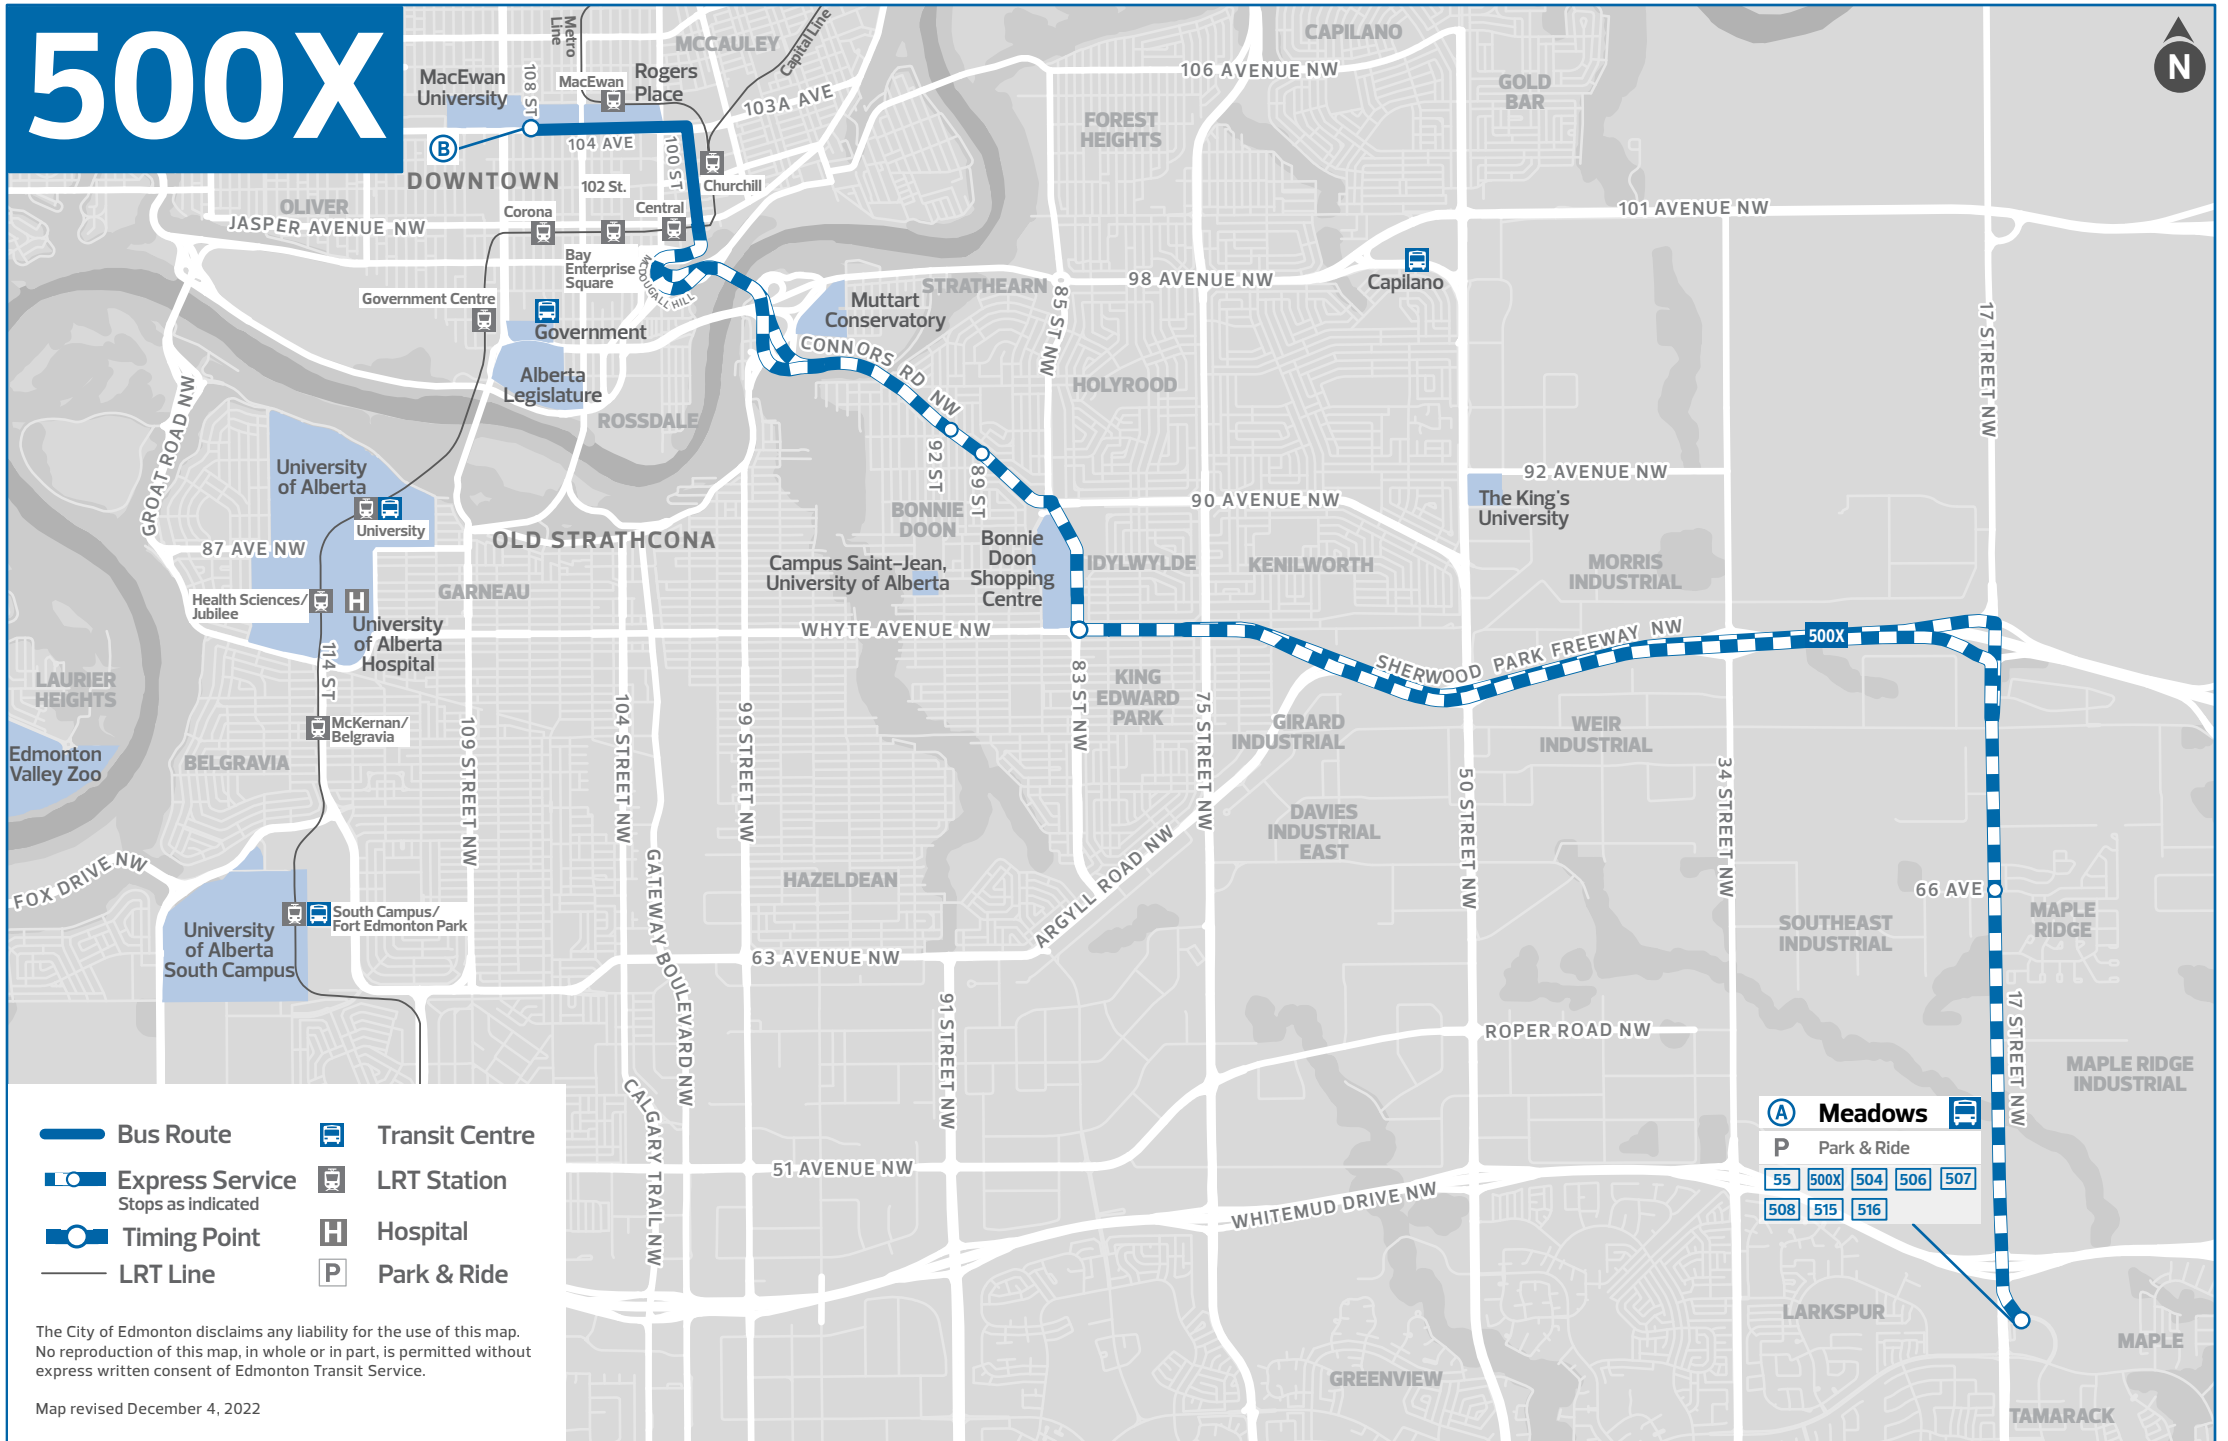 500X
N
Metro
Line
Capital Line
MCCAULEY
CAPILANO
MacEwan
University
108 ST
MacEwan
Rogers
Place
103A AVE
106 AVENUE NW
GOLD
BAR
FOREST
HEIGHTS
B
104 AVE
100 ST
DOWNTOWN
102 St.
Churchill
OLIVER
Corona
Central
JASPER AVENUE NW
101 AVENUE NW
Bay
Enterprise
Square
MCDOUGALL HILL
STRATHEARN
98 AVENUE NW
Capilano
Government Centre
Government
Muttart
Conservatory
85 ST NW
17 STREET NW
CONNORS RD NW
Alberta
Legislature
HOLYROOD
ROSSDALE
GROAT ROAD NW
University
of Alberta
University
92 ST
89 ST
92 AVENUE NW
90 AVENUE NW
The King's
University
BONNIE
DOON
87 AVE NW
OLD STRATHCONA
Bonnie
Doon
Shopping
Centre
IDYLWYLDE
KENILWORTH
MORRIS
INDUSTRIAL
Campus Saint-Jean,
University of Alberta
GARNEAU
Health Sciences/
Jubilee
H
University
of Alberta
Hospital
WHYTE AVENUE NW
SHERWOOD PARK FREEWAY NW
500X
114 ST
LAURIER
HEIGHTS
83 ST NW
KING
EDWARD
PARK
75 STREET NW
GIRARD
INDUSTRIAL
WEIR
INDUSTRIAL
McKernan/
Belgravia
109 STREET NW
104 STREET NW
99 STREET NW
Edmonton
Valley Zoo
BELGRAVIA
50 STREET NW
34 STREET NW
DAVIES
INDUSTRIAL
EAST
FOX DRIVE NW
GATEWAY BOULEVARD NW
HAZELDEAN
ARGYLL ROAD NW
66 AVE
MAPLE
RIDGE
SOUTHEAST
INDUSTRIAL
South Campus/
Fort Edmonton Park
University
of Alberta
South Campus
63 AVENUE NW
91 STREET NW
17 STREET NW
ROPER ROAD NW
MAPLE RIDGE
INDUSTRIAL
CALGARY TRAIL NW
A Meadows
P Park & Ride
55 500X 504 506 507
508 515 516
51 AVENUE NW
WHITEMUD DRIVE NW
LARKSPUR
MAPLE
GREENVIEW
TAMARACK
Bus Route
Transit Centre
Express Service
Stops as indicated
LRT Station
Timing Point
H Hospital
LRT Line
P Park & Ride
The City of Edmonton disclaims any liability for the use of this map.
No reproduction of this map, in whole or in part, is permitted without
express written consent of Edmonton Transit Service.
Map revised December 4, 2022